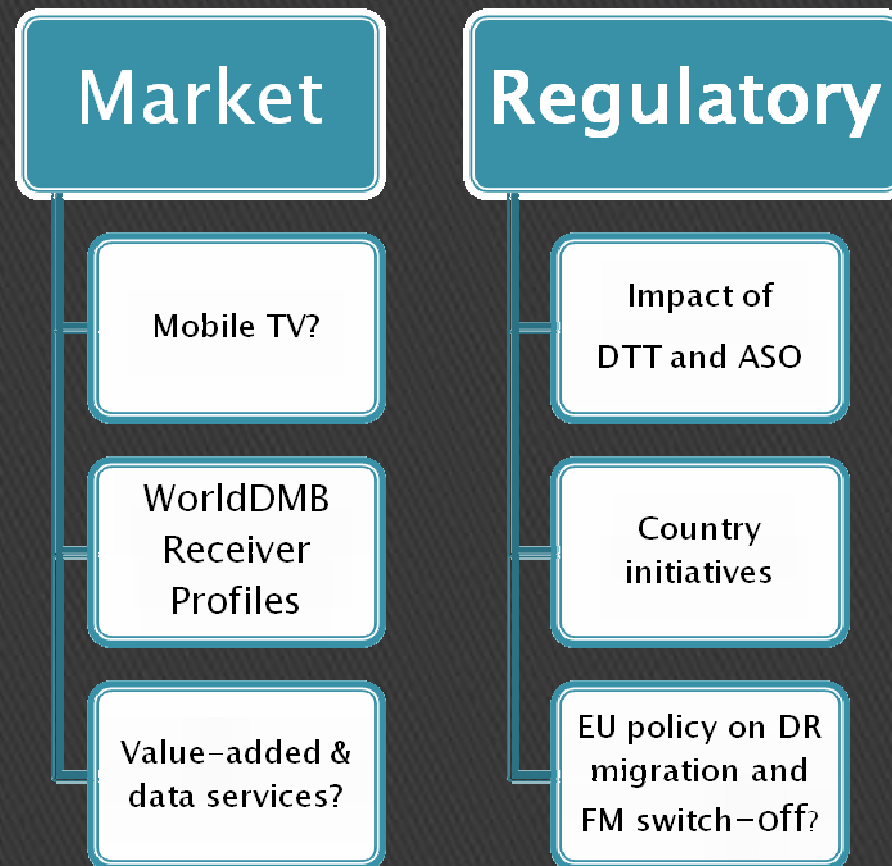 Market
Mobile TV?
WorldDMB
Receiver
Profiles
Value-added &
data services?
Regulatory
Impact of
DTT and ASO
Country
initiatives
EU policy on DR
migration and
FM switch-off?